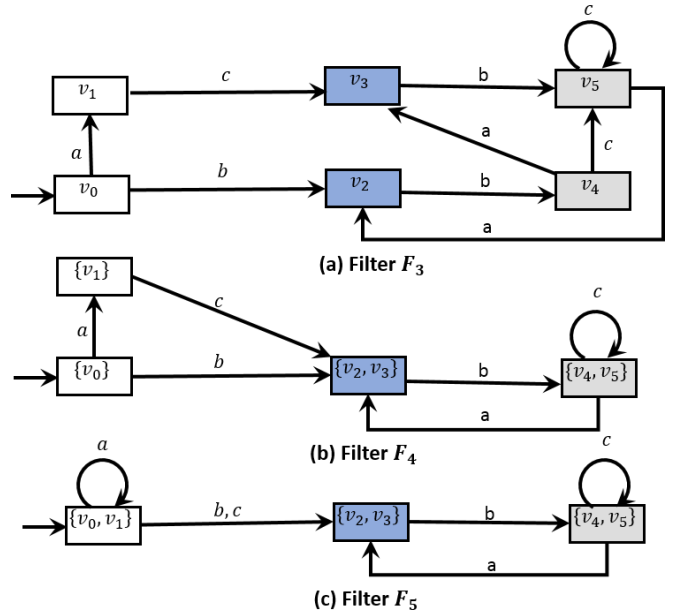 c
v₁ c v₃ b v₅
a a c
v₀ b v₂ b v₄
a
(a) Filter F₃
{v₁} c c
a
{v₀} b {v₂, v₃} b {v₄, v₅}
a
(b) Filter F₄
a c
{v₀, v₁} b, c {v₂, v₃} b {v₄, v₅}
a
(c) Filter F₅